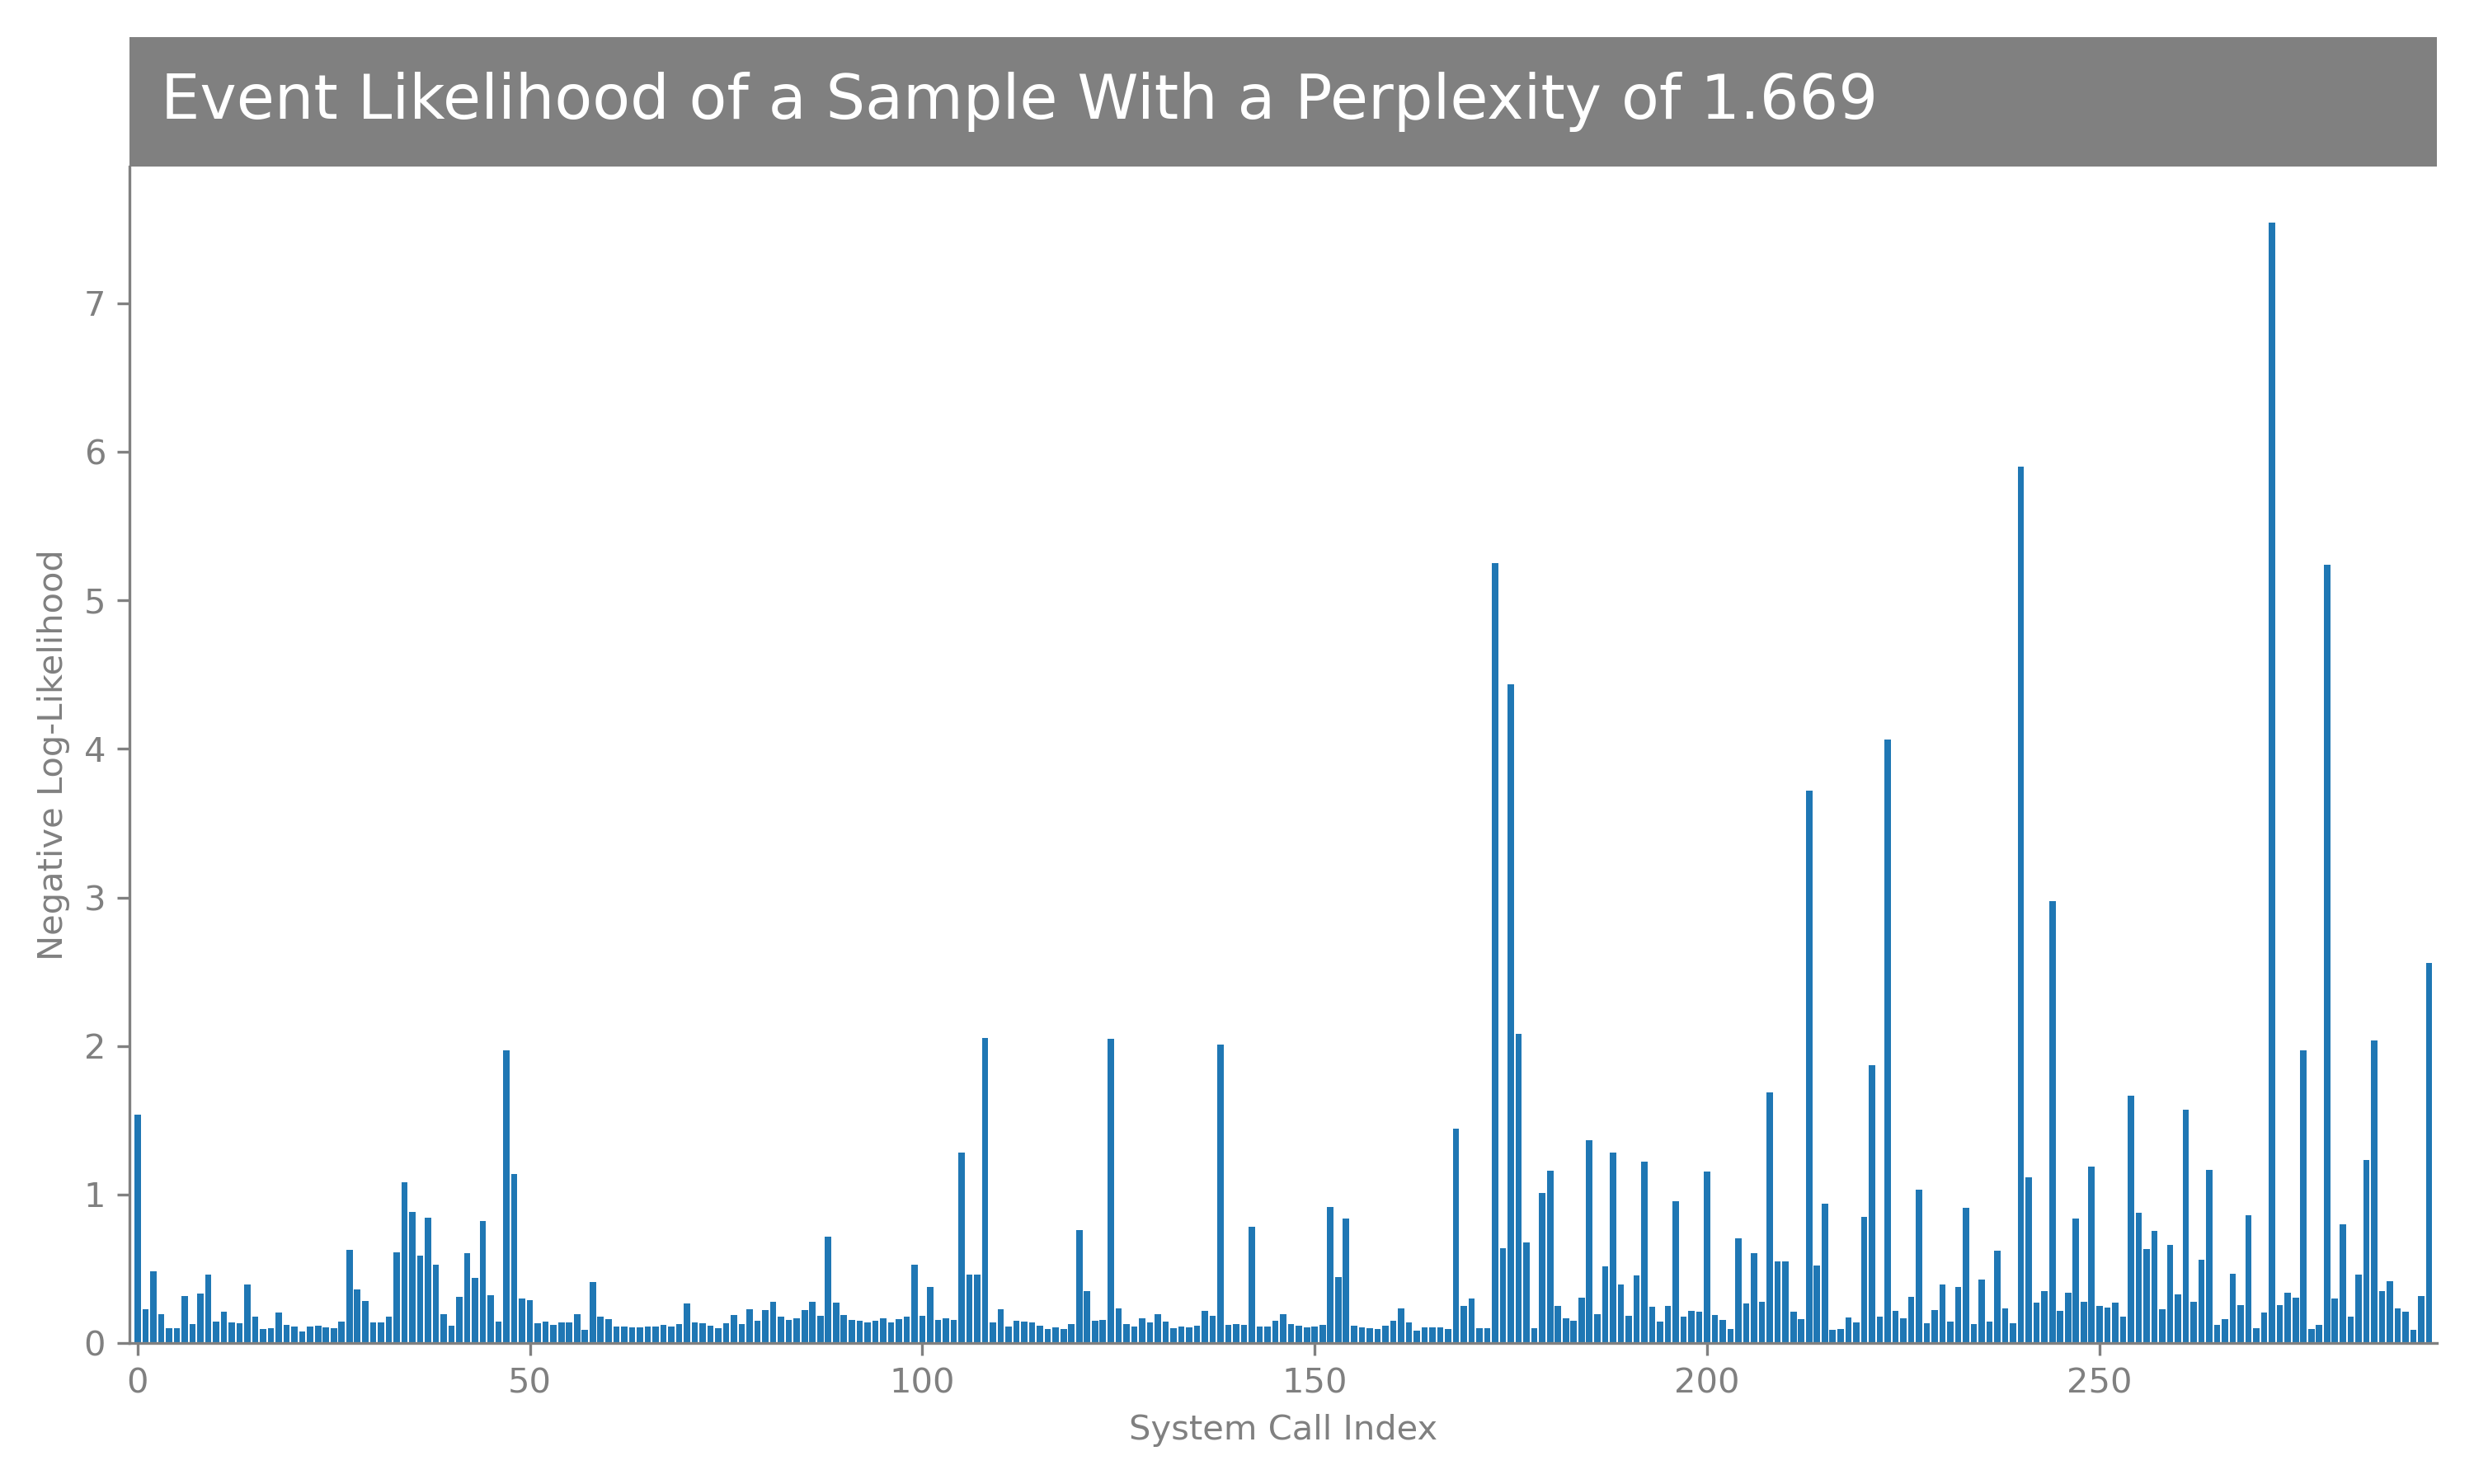 Event Likelihood of a Sample With a Perplexity of 1.669
Negative Log-Likelihood
7
6
5
4
3
2
1
0
0 50 100 150 200 250
System Call Index